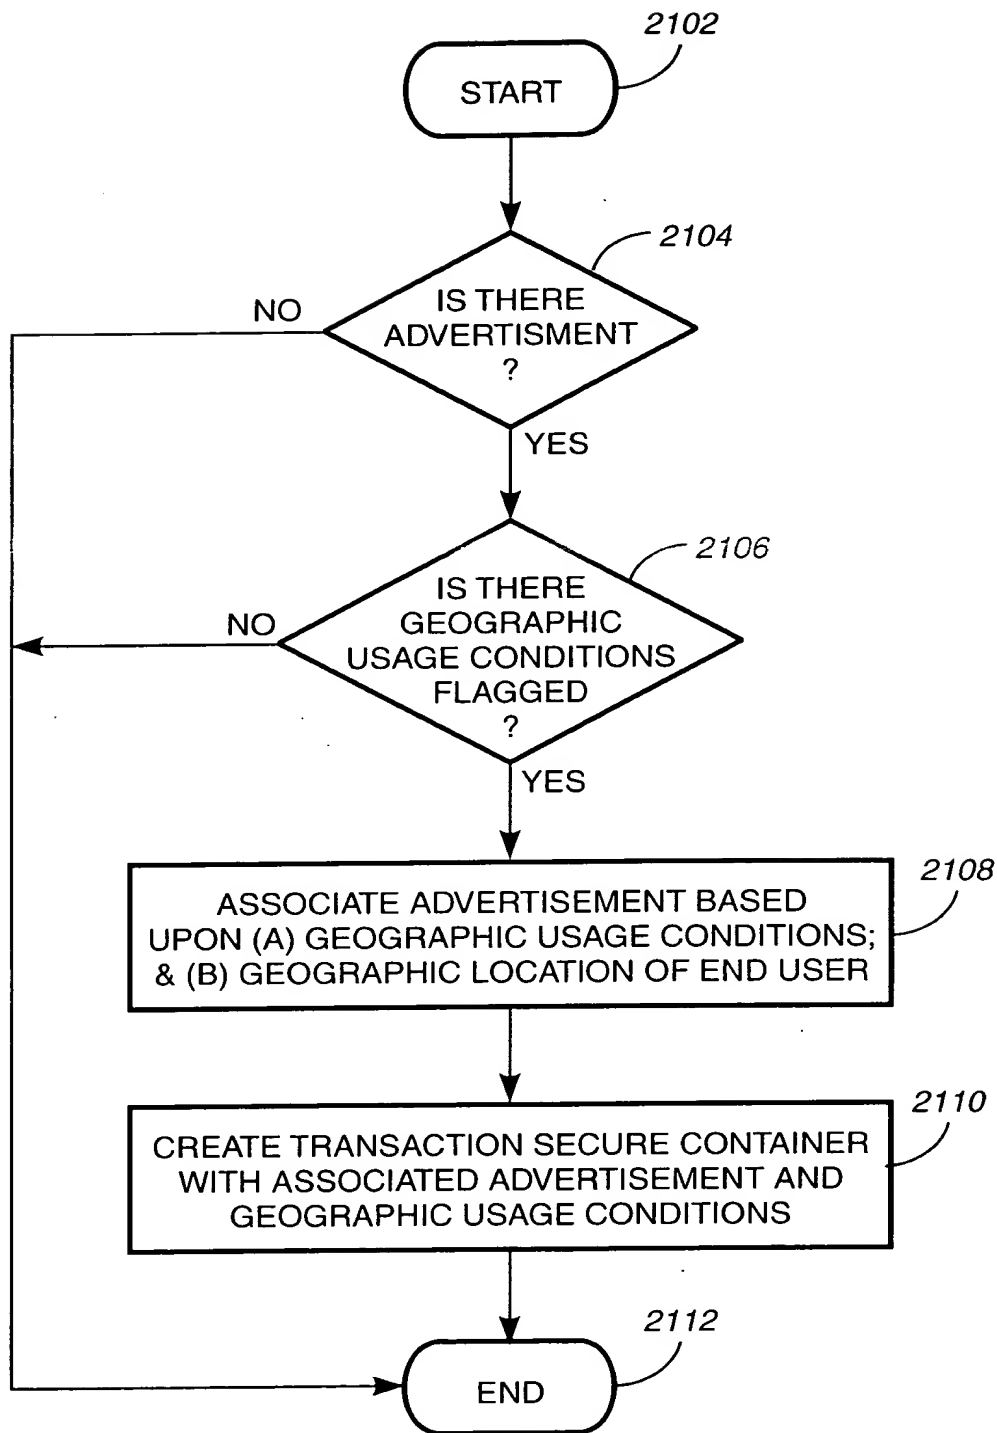 2102
START
2104
IS THERE
ADVERTISMENT
?
NO
YES
2106
IS THERE
GEOGRAPHIC
USAGE CONDITIONS
FLAGGED
?
NO
YES
2108
ASSOCIATE ADVERTISEMENT BASED
UPON (A) GEOGRAPHIC USAGE CONDITIONS;
& (B) GEOGRAPHIC LOCATION OF END USER
2110
CREATE TRANSACTION SECURE CONTAINER
WITH ASSOCIATED ADVERTISEMENT AND
GEOGRAPHIC USAGE CONDITIONS
2112
END